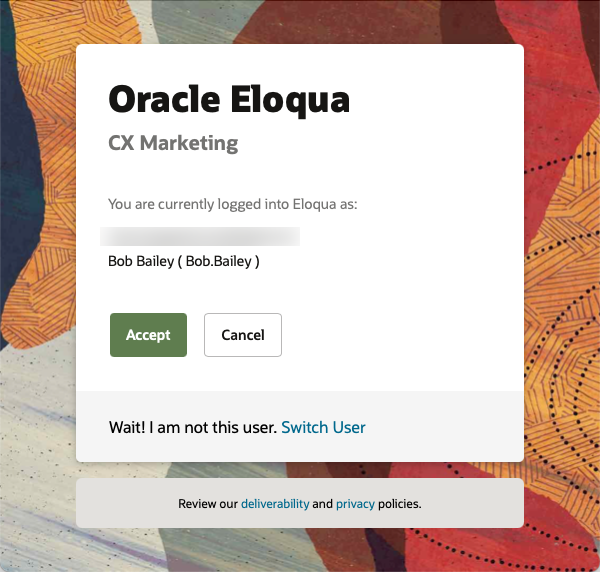 Oracle Eloqua
CX Marketing
You are currently logged into Eloqua as:
Bob Bailey ( Bob.Bailey )
Accept
Cancel
Wait! I am not this user. Switch User
Review our deliverability and privacy policies.